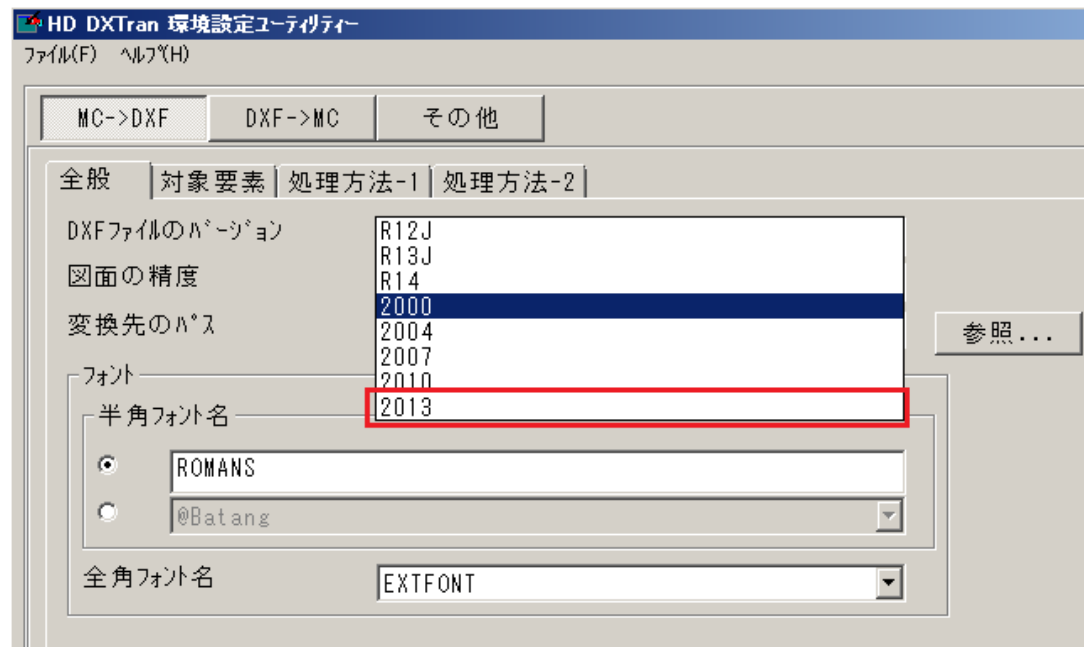 HD DXTran 環境設定ﾕｰﾃｨﾘﾃｨｰ
ﾌｧｲﾙ(F) ﾍﾙﾌﾟ(H)
MC->DXF DXF->MC その他
全般 対象要素 処理方法-1 処理方法-2
DXFﾌｧｲﾙのﾊﾞｰｼﾞｮﾝ
R12J
R13J
図面の精度
R14
2000
変換先のﾊﾟｽ
2004
参照...
2007
ﾌｫﾝﾄ
2010
2013
半角ﾌｫﾝﾄ名
ROMANS
@Batang
全角ﾌｫﾝﾄ名 EXTFONT